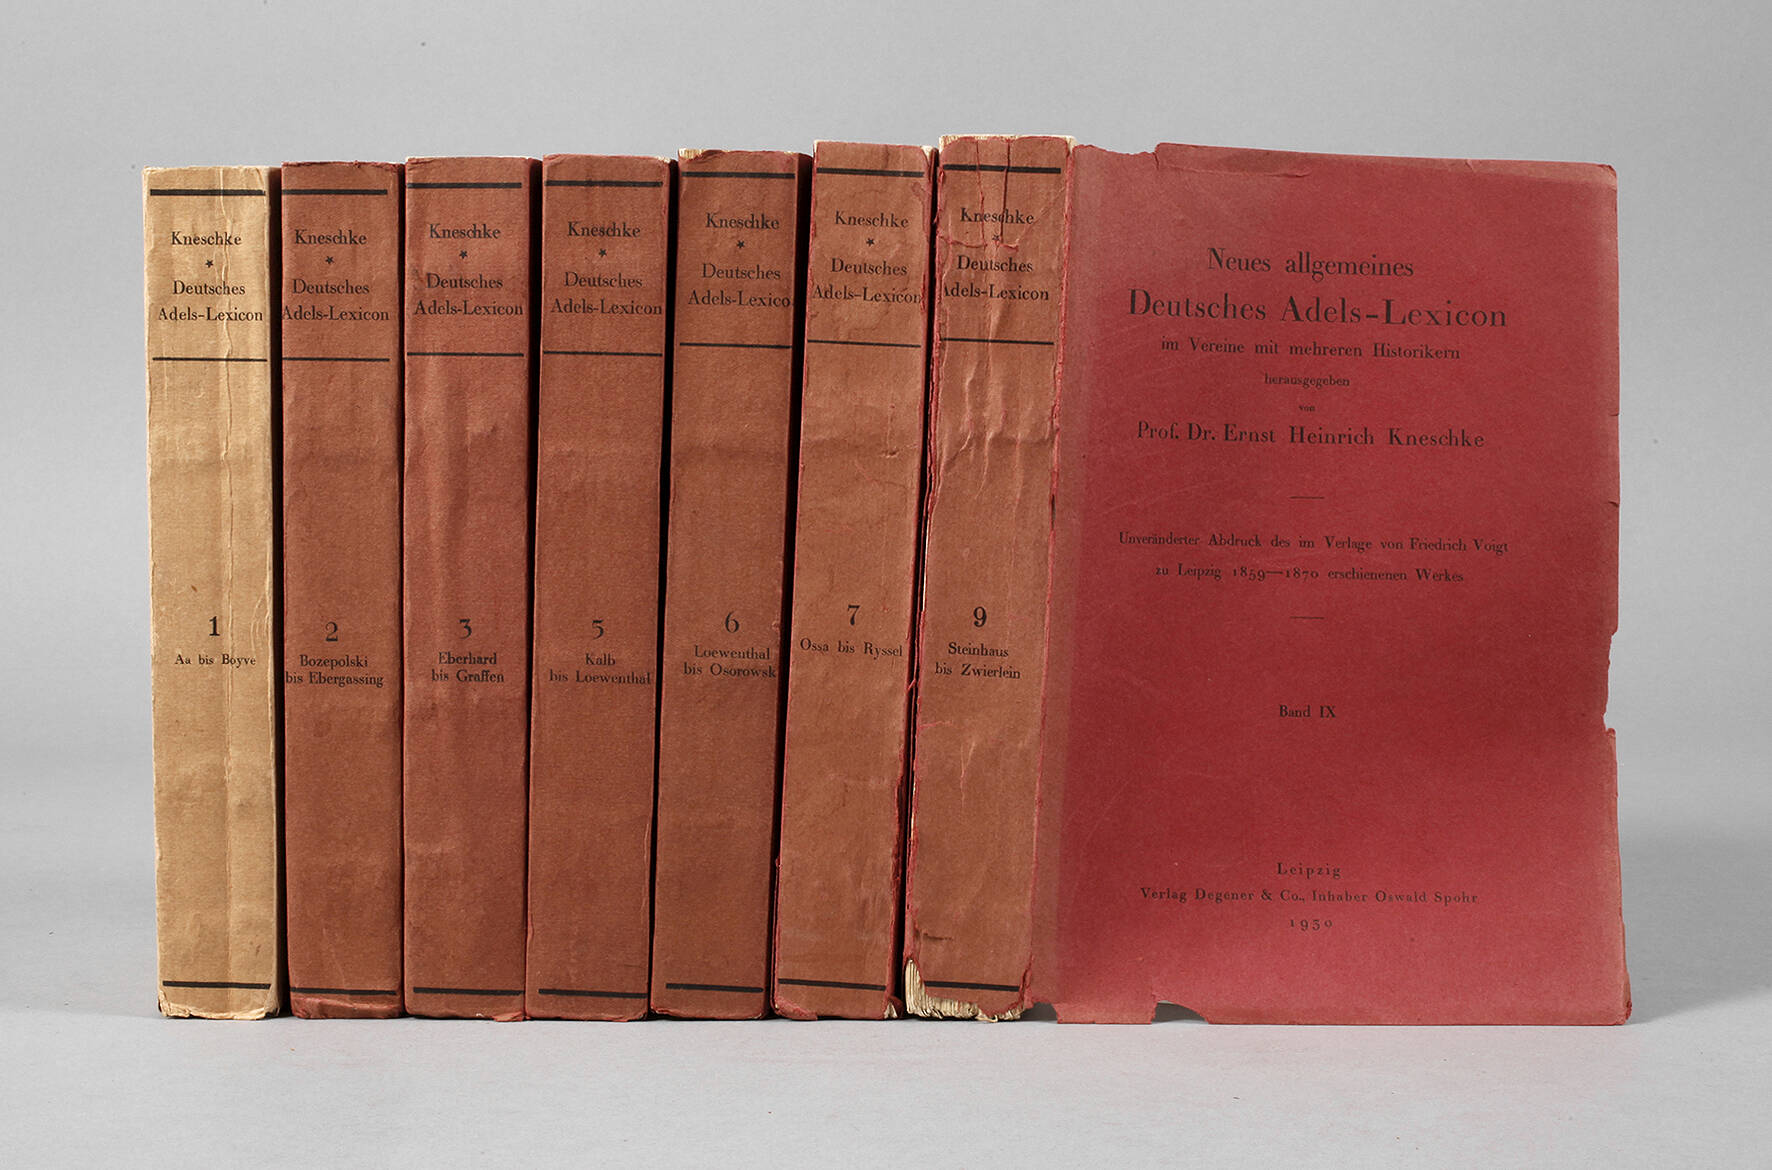 Kneschke
*
Deutsches
Adels-Lexicon
1
Aa bis Boyve
Kneschke
*
Deutsches
Adels-Lexicon
2
Bozepolski
bis Ebergassing
Kneschke
*
Deutsches
Adels-Lexicon
3
Eberhard
bis Graffen
Kneschke
*
Deutsches
Adels-Lexicon
5
Kalb
bis Loewenthal
Kneschke
*
Deutsches
Adels-Lexico
6
Loewenthal
bis Osorowsk
Kneschke
*
Deutsches
Adels-Lexicon
7
Ossa bis Ryssel
Kneschke
*
Deutsches
Adels-Lexicon
9
Steinhaus
bis Zwierlein
Neues allgemeines
Deutsches Adels-Lexicon
im Vereine mit mehreren Historikern
herausgegeben
von
Prof. Dr. Ernst Heinrich Kneschke
Unveränderter Abdruck des im Verlage von Friedrich Voigt
zu Leipzig 1859—1870 erschienenen Werkes
Band IX
Leipzig
Verlag Degener & Co., Inhaber Oswald Spohr
1930